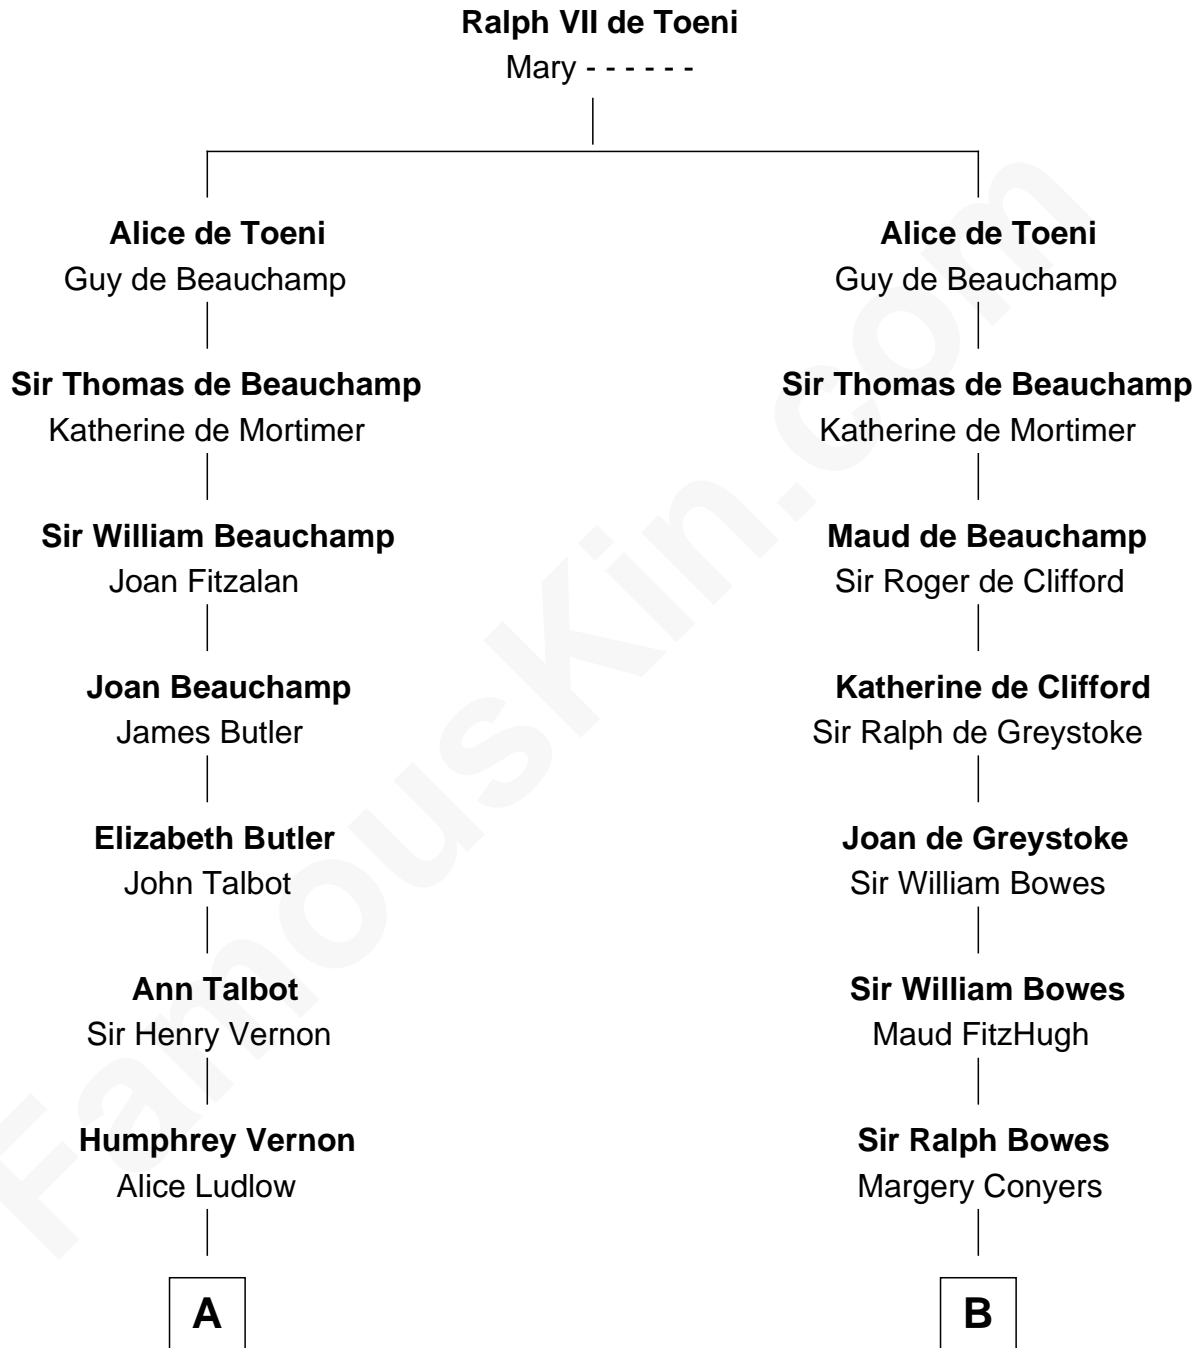 Ralph VII de Toeni
Mary - - - - - -
Alice de Toeni
Guy de Beauchamp
Sir Thomas de Beauchamp
Katherine de Mortimer
Sir William Beauchamp
Joan Fitzalan
Joan Beauchamp
James Butler
Elizabeth Butler
John Talbot
Ann Talbot
Sir Henry Vernon
Humphrey Vernon
Alice Ludlow
A
Alice de Toeni
Guy de Beauchamp
Sir Thomas de Beauchamp
Katherine de Mortimer
Maud de Beauchamp
Sir Roger de Clifford
Katherine de Clifford
Sir Ralph de Greystoke
Joan de Greystoke
Sir William Bowes
Sir William Bowes
Maud FitzHugh
Sir Ralph Bowes
Margery Conyers
B
FamousKin.com